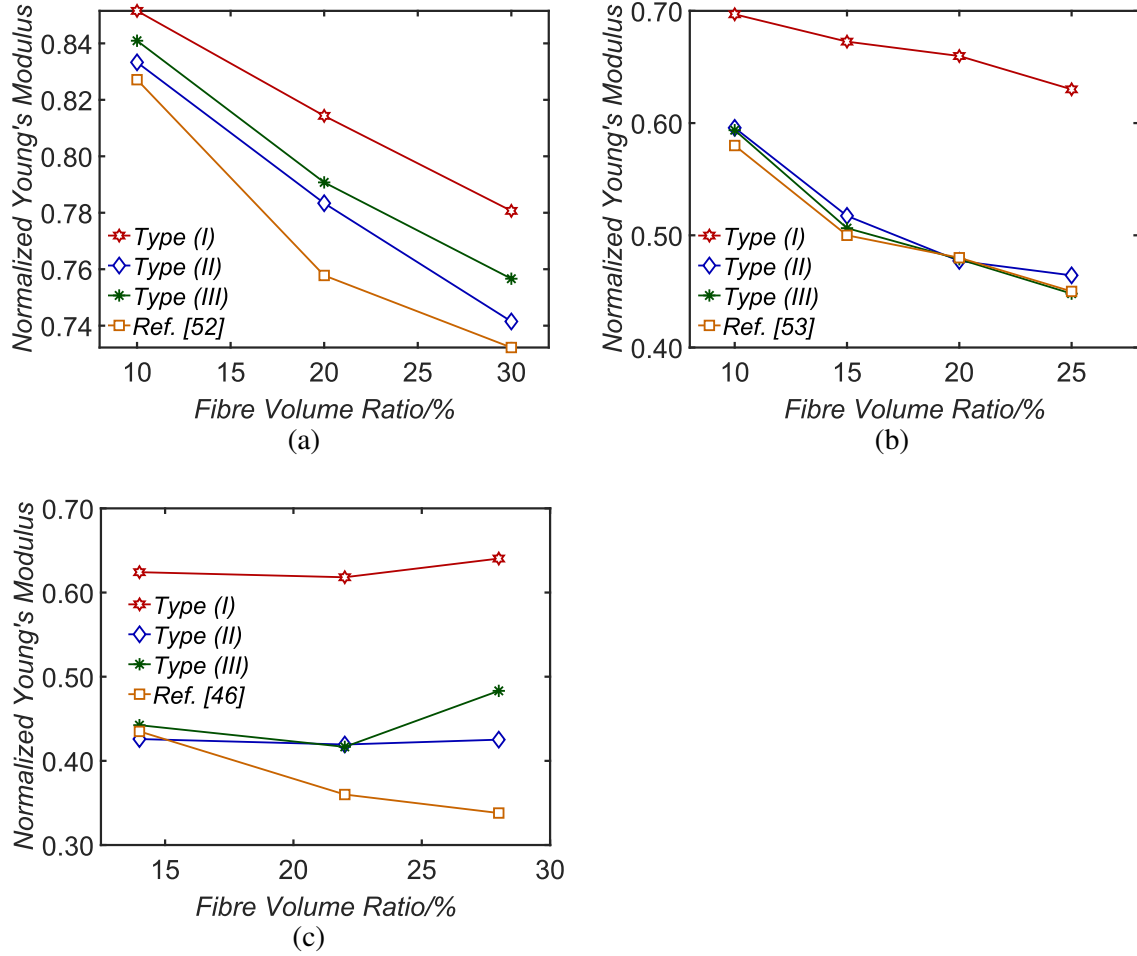 Normalized Young's Modulus
0.84
0.82
0.80
0.78
0.76
0.74
Type (I)
Type (II)
Type (III)
Ref. [52]
10 15 20 25 30
Fibre Volume Ratio/%
(a)
Normalized Young's Modulus
0.70
0.60
0.50
0.40
Type (I)
Type (II)
Type (III)
Ref. [53]
10 15 20 25
Fibre Volume Ratio/%
(b)
Normalized Young's Modulus
0.70
0.60
0.50
0.40
0.30
Type (I)
Type (II)
Type (III)
Ref. [46]
15 20 25 30
Fibre Volume Ratio/%
(c)